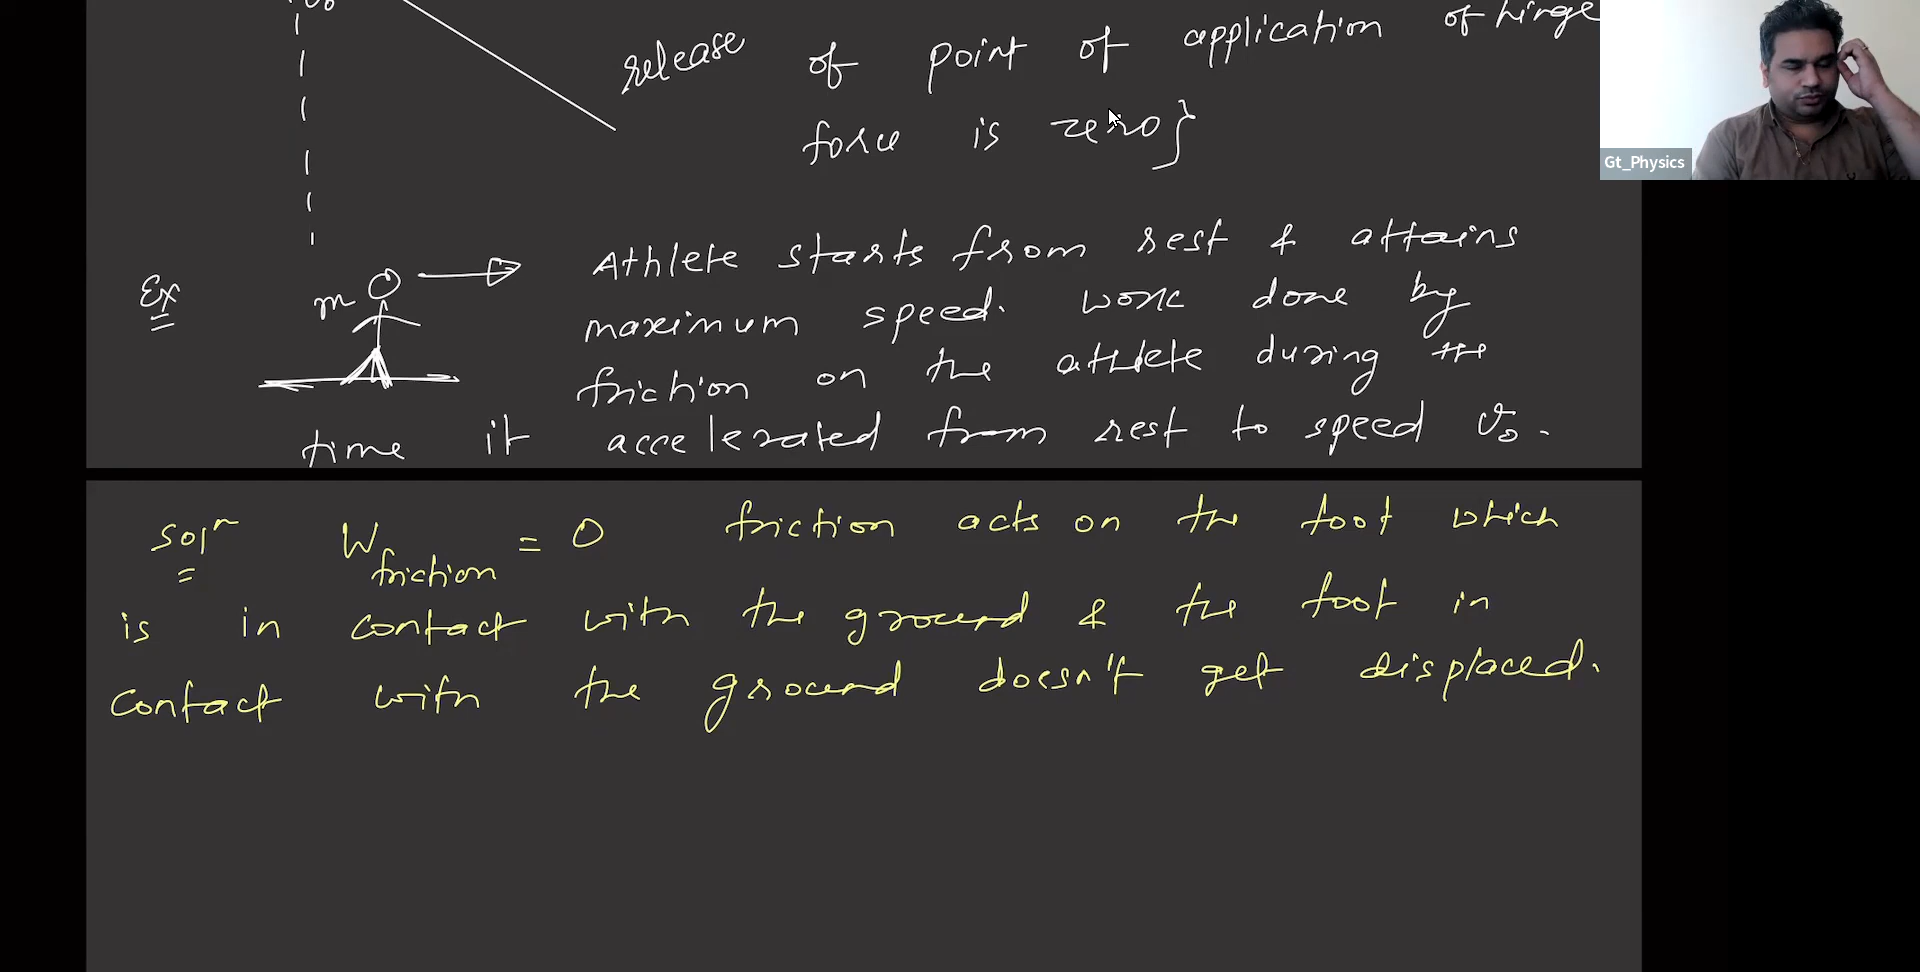 v₀
release of point of application of hinge
force is zero}
Gt_Physics
Ex
m
Athlete starts from rest & attains
maximum speed. work done by
friction on the athlete during the
time it accelerated from rest to speed v₀.
Solⁿ W friction = 0 friction acts on the foot which
is in contact with the ground & the foot in
contact with the ground doesn't get displaced.